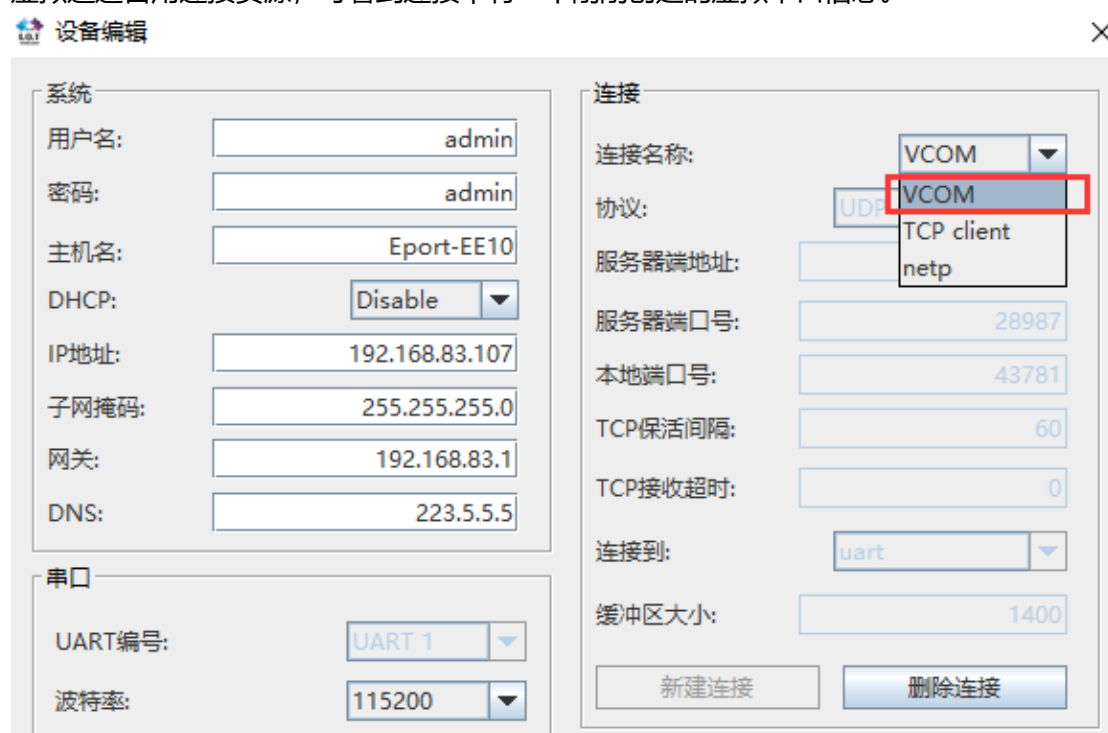 设备编辑
系统
用户名: admin
密码: admin
主机名: Eport-EE10
DHCP: Disable
IP地址: 192.168.83.107
子网掩码: 255.255.255.0
网关: 192.168.83.1
DNS: 223.5.5.5
串口
UART编号: UART 1
波特率: 115200
连接
连接名称: VCOM
VCOM
TCP client
netp
协议: UDP
服务器端地址:
服务器端口号: 28987
本地端口号: 43781
TCP保活间隔: 60
TCP接收超时: 0
连接到: uart
缓冲区大小: 1400
新建连接 删除连接